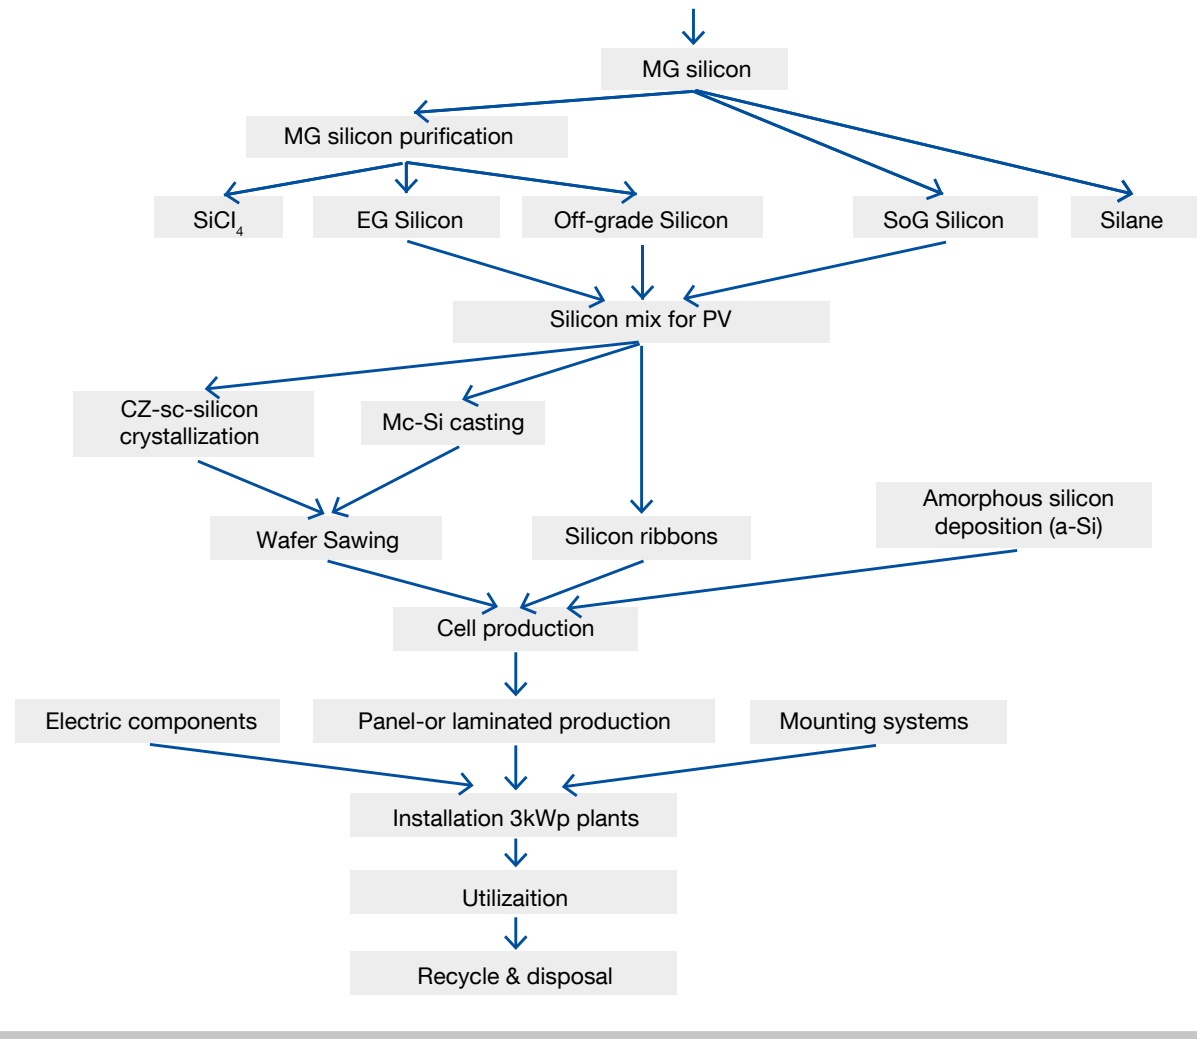 MG silicon
MG silicon purification
SiCl₄
EG Silicon
Off-grade Silicon
SoG Silicon
Silane
Silicon mix for PV
CZ-sc-silicon
crystallization
Mc-Si casting
Amorphous silicon
deposition (a-Si)
Wafer Sawing
Silicon ribbons
Cell production
Electric components
Panel-or laminated production
Mounting systems
Installation 3kWp plants
Utilizaition
Recycle & disposal